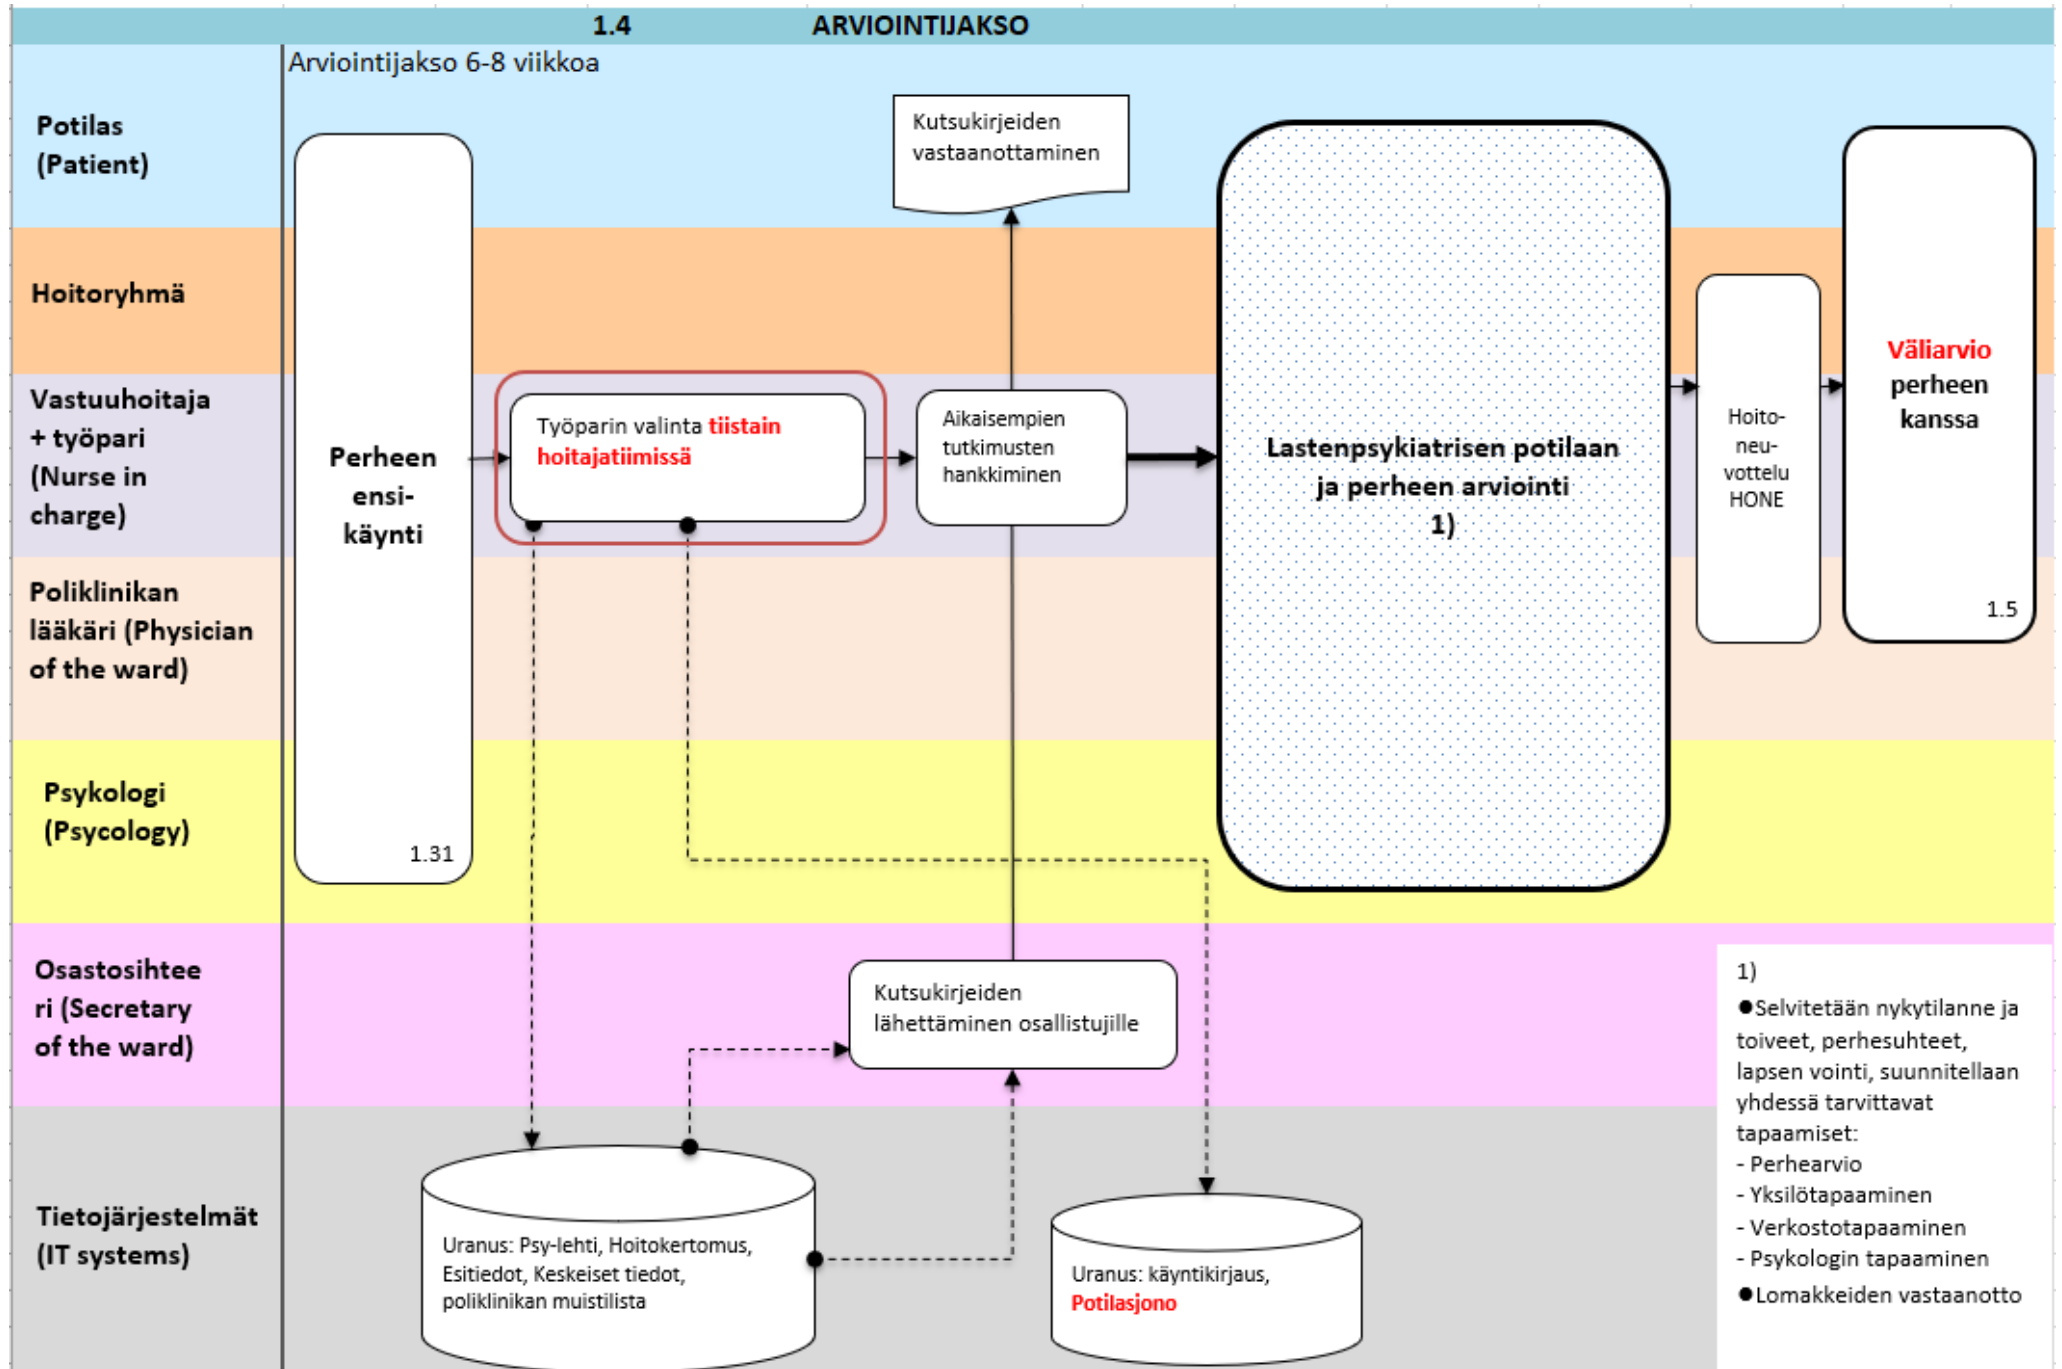 1.4 ARVIOINTIJAKSO
Arviointijakso 6-8 viikkoa
Potilas
(Patient)
Kutsukirjeiden
vastaanottaminen
Hoitoryhmä
Vastuuhoitaja
+ työpari
(Nurse in
charge)
Perheen
ensi-
käynti
1.31
Työparin valinta tiistain
hoitajatiimissä
Aikaisempien
tutkimusten
hankkiminen
Lastenpsykiatrisen potilaan
ja perheen arviointi
1)
Hoito-
neu-
vottelu
HONE
Väliarvio
perheen
kanssa
1.5
Poliklinikan
lääkäri (Physician
of the ward)
Psykologi
(Psycology)
Osastosihtee
ri (Secretary
of the ward)
Kutsukirjeiden
lähettäminen osallistujille
Tietojärjestelmät
(IT systems)
Uranus: Psy-lehti, Hoitokertomus,
Esitiedot, Keskeiset tiedot,
poliklinikan muistilista
Uranus: käyntikirjaus,
Potilasjono
1)
●Selvitetään nykytilanne ja
toiveet, perhesuhteet,
lapsen vointi, suunnitellaan
yhdessä tarvittavat
tapaamiset:
- Perhearvio
- Yksilötapaaminen
- Verkostotapaaminen
- Psykologin tapaaminen
●Lomakkeiden vastaanotto